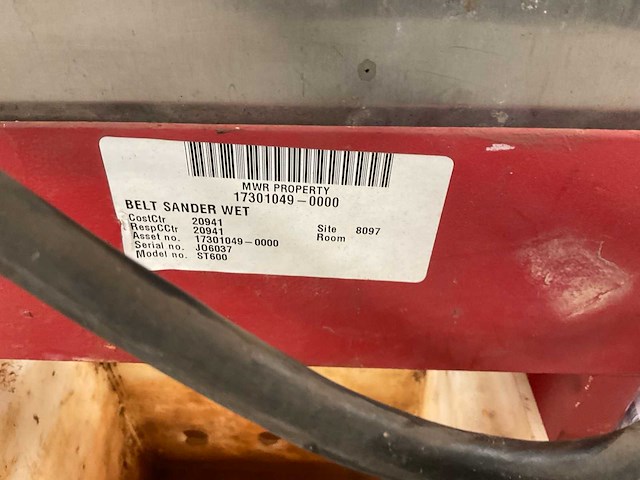 MWR PROPERTY
17301049-0000
BELT SANDER WET
CostCtr 20941
RespCCtr 20941 Site 8097
Asset no. 17301049-0000 Room
Serial no. JO6037
Model no. ST600